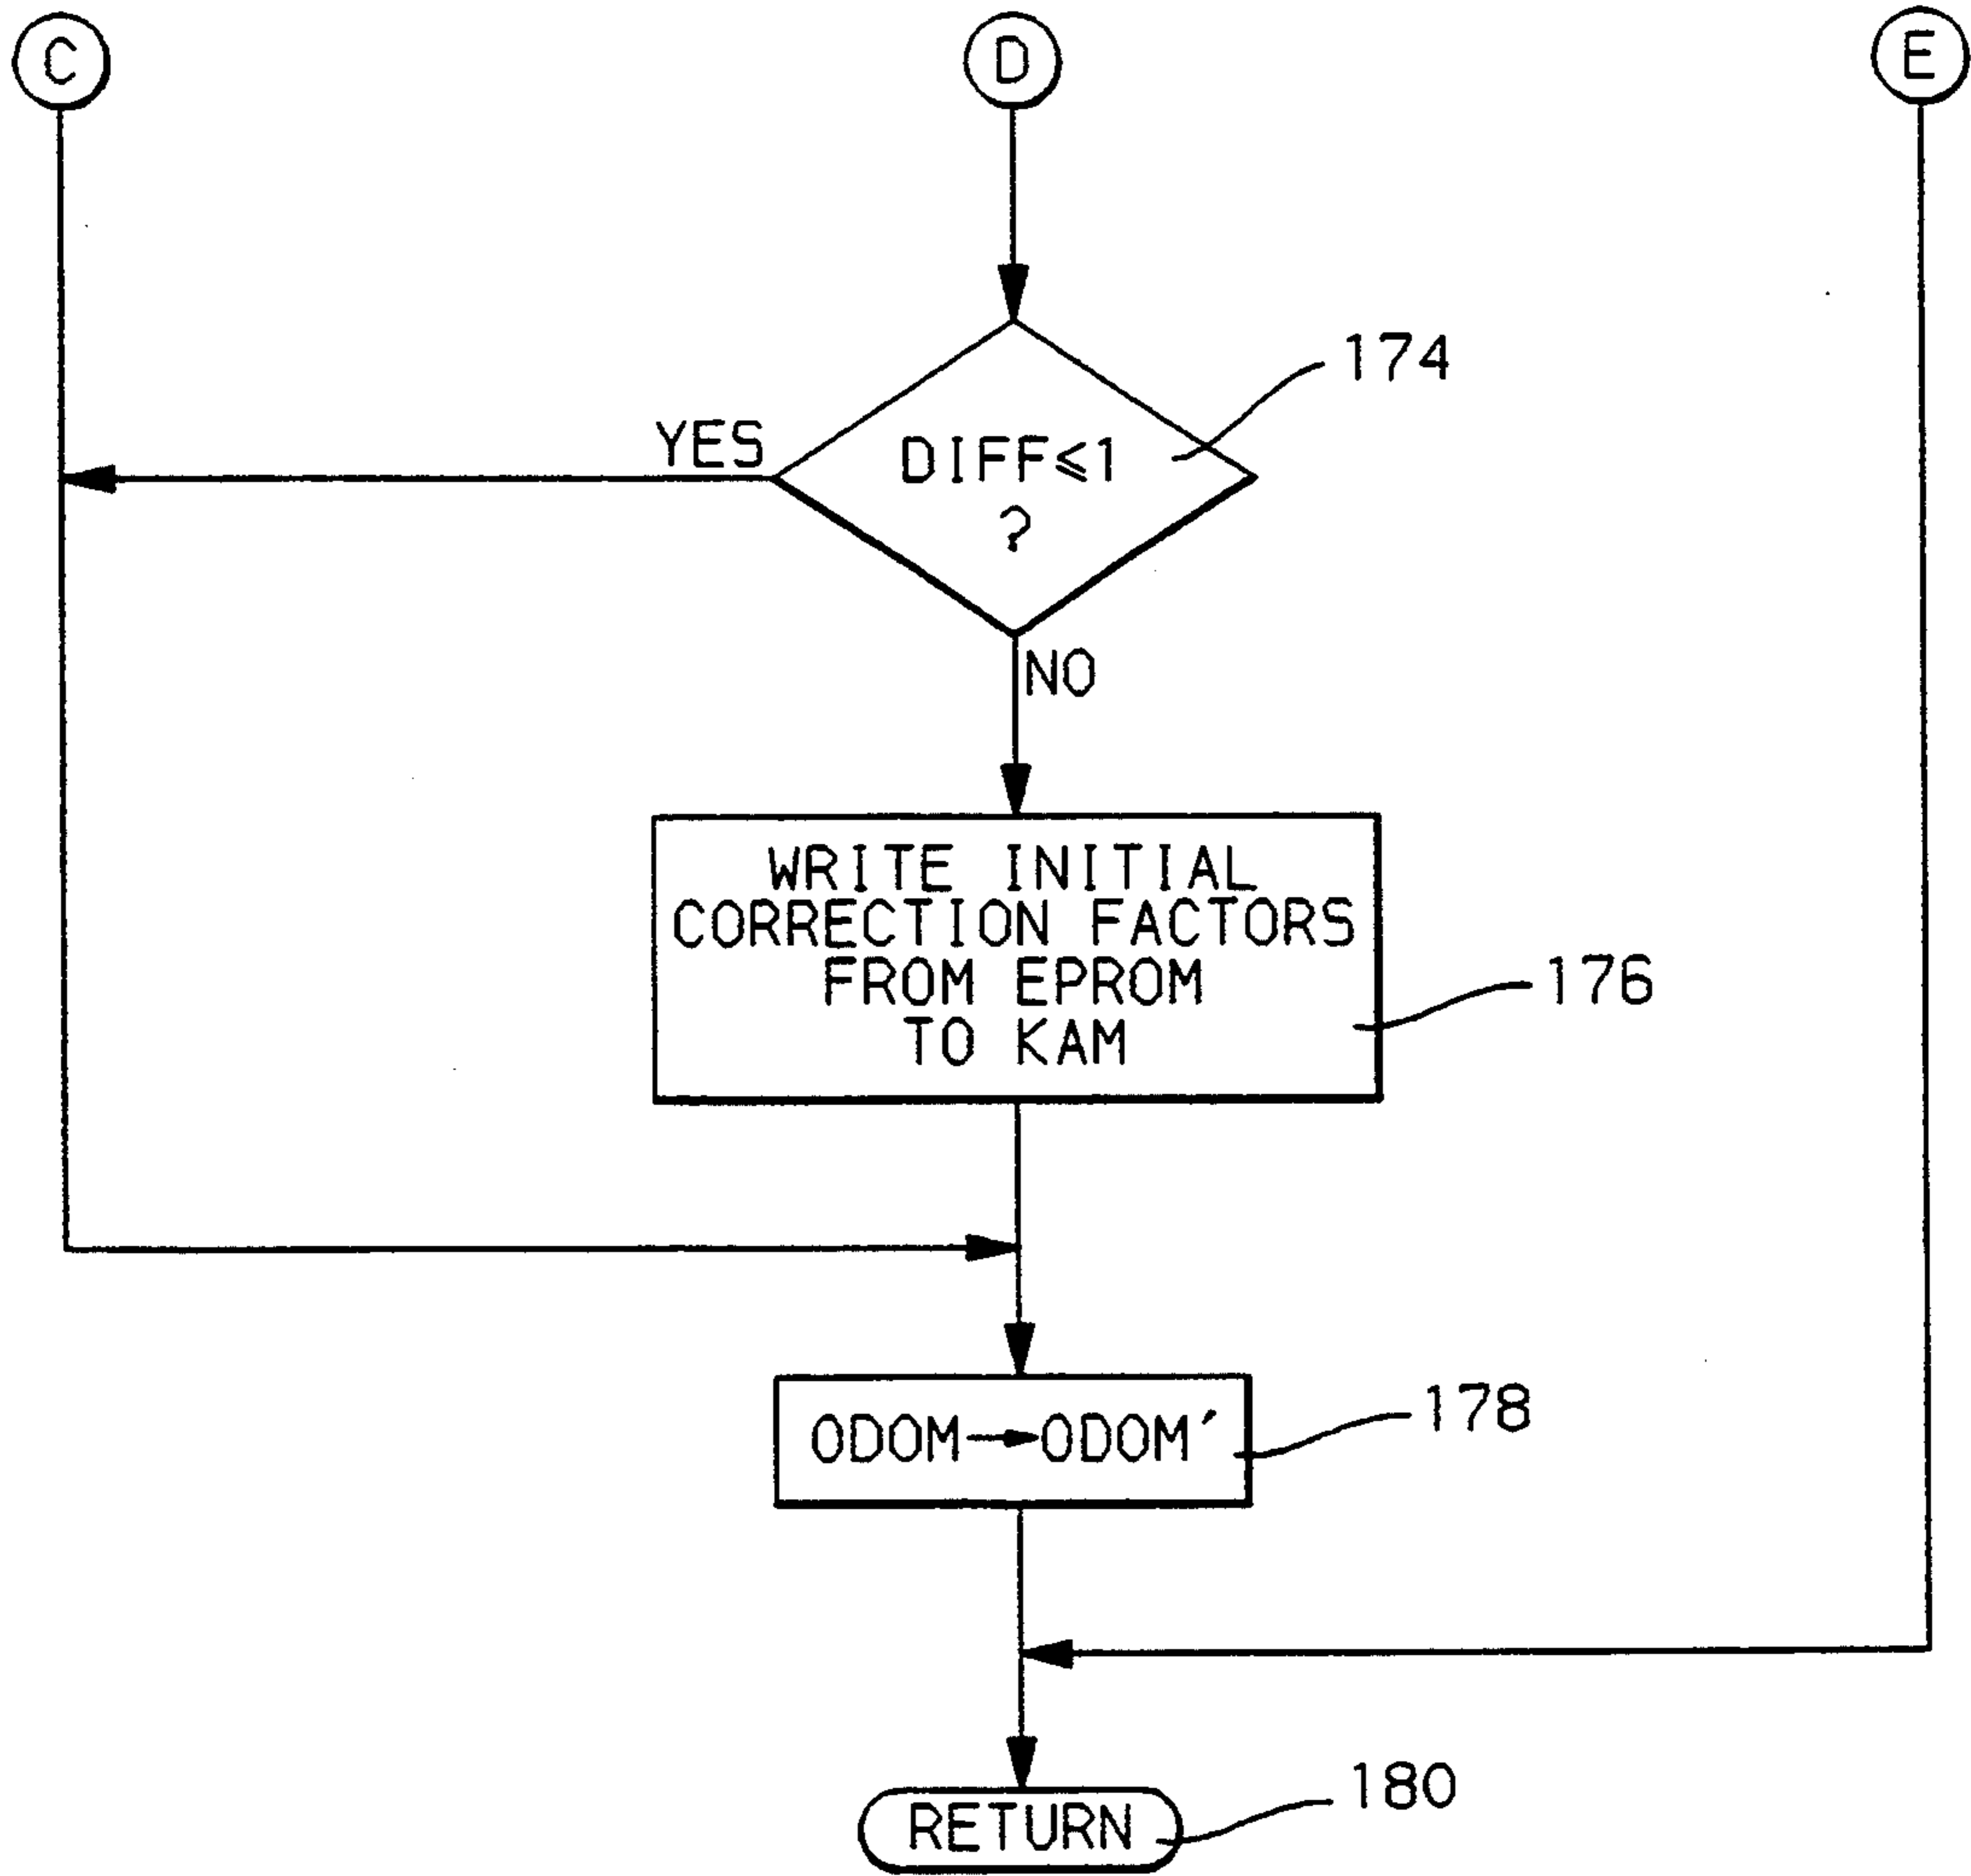 C
D
E
174
YES
DIFF≤1
?
NO
WRITE INITIAL
CORRECTION FACTORS
FROM EPROM
TO KAM
176
ODOM→ODOM′
178
RETURN
180